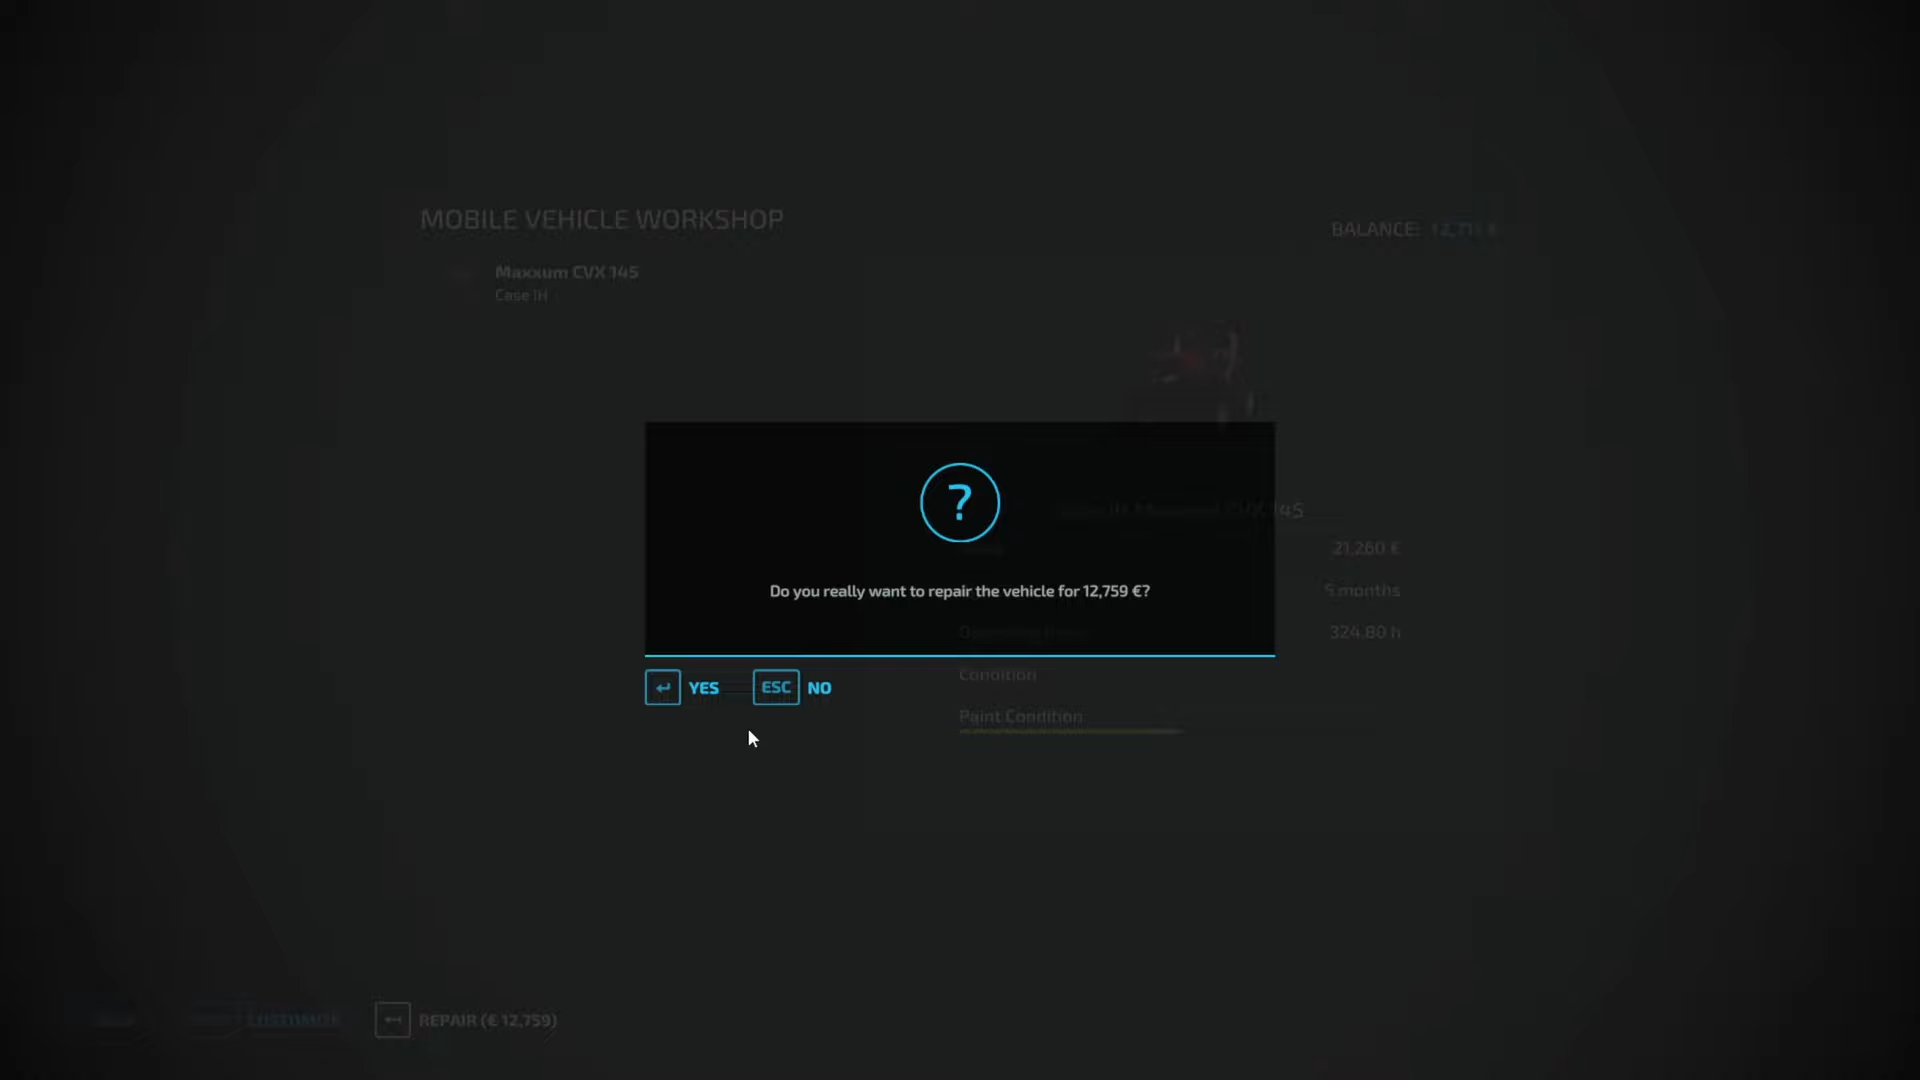 MOBILE VEHICLE WORKSHOP
BALANCE:
Maxxum CVX 145
Case IH
21,260 €
Do you really want to repair the vehicle for 12,759 €?
5 months
324.80 h
Condition
YES
ESC NO
Paint Condition
CUSTOMIZE
REPAIR (€ 12,759)